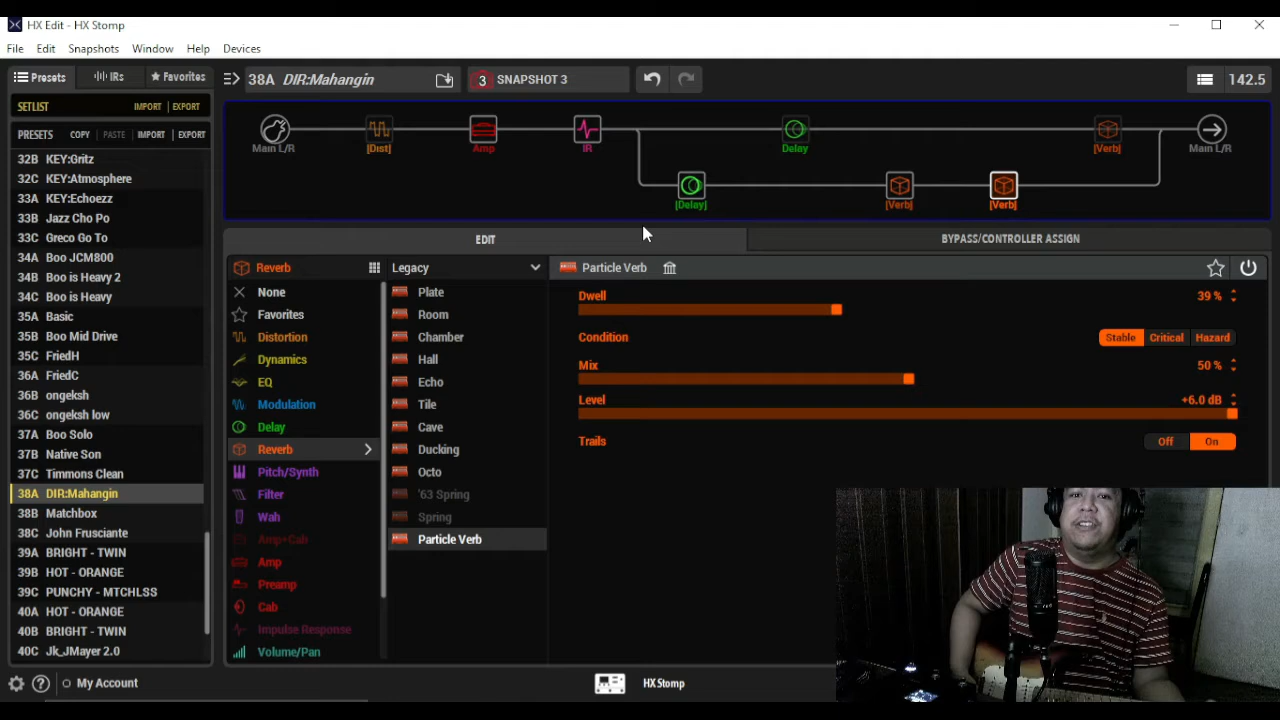 HX Edit - HX Stomp
File Edit Snapshots Window Help Devices
Presets IRs Favorites
38A DIR:Mahangin
3 SNAPSHOT 3
142.5
SETLIST IMPORT | EXPORT
PRESETS COPY | PASTE | IMPORT | EXPORT
32B KEY:Gritz
32C KEY:Atmosphere
33A KEY:Echoezz
33B Jazz Cho Po
33C Greco Go To
34A Boo JCM800
34B Boo is Heavy 2
34C Boo is Heavy
35A Basic
35B Boo Mid Drive
35C FriedH
36A FriedC
36B ongeksh
36C ongeksh low
37A Boo Solo
37B Native Son
37C Timmons Clean
38A DIR:Mahangin
38B Matchbox
38C John Frusciante
39A BRIGHT - TWIN
39B HOT - ORANGE
39C PUNCHY - MTCHLSS
40A HOT - ORANGE
40B BRIGHT - TWIN
40C Jk_JMayer 2.0
Main L/R
[Dist]
Amp
IR
Delay
[Verb]
Main L/R
[Delay]
[Verb]
[Verb]
EDIT
BYPASS/CONTROLLER ASSIGN
Reverb
None
Favorites
Distortion
Dynamics
EQ
Modulation
Delay
Reverb
Pitch/Synth
Filter
Wah
Amp+Cab
Amp
Preamp
Cab
Impulse Response
Volume/Pan
Legacy
Plate
Room
Chamber
Hall
Echo
Tile
Cave
Ducking
Octo
'63 Spring
Spring
Particle Verb
Particle Verb
Dwell 39 %
Condition Stable Critical Hazard
Mix 50 %
Level +6.0 dB
Trails Off On
? My Account
HX Stomp